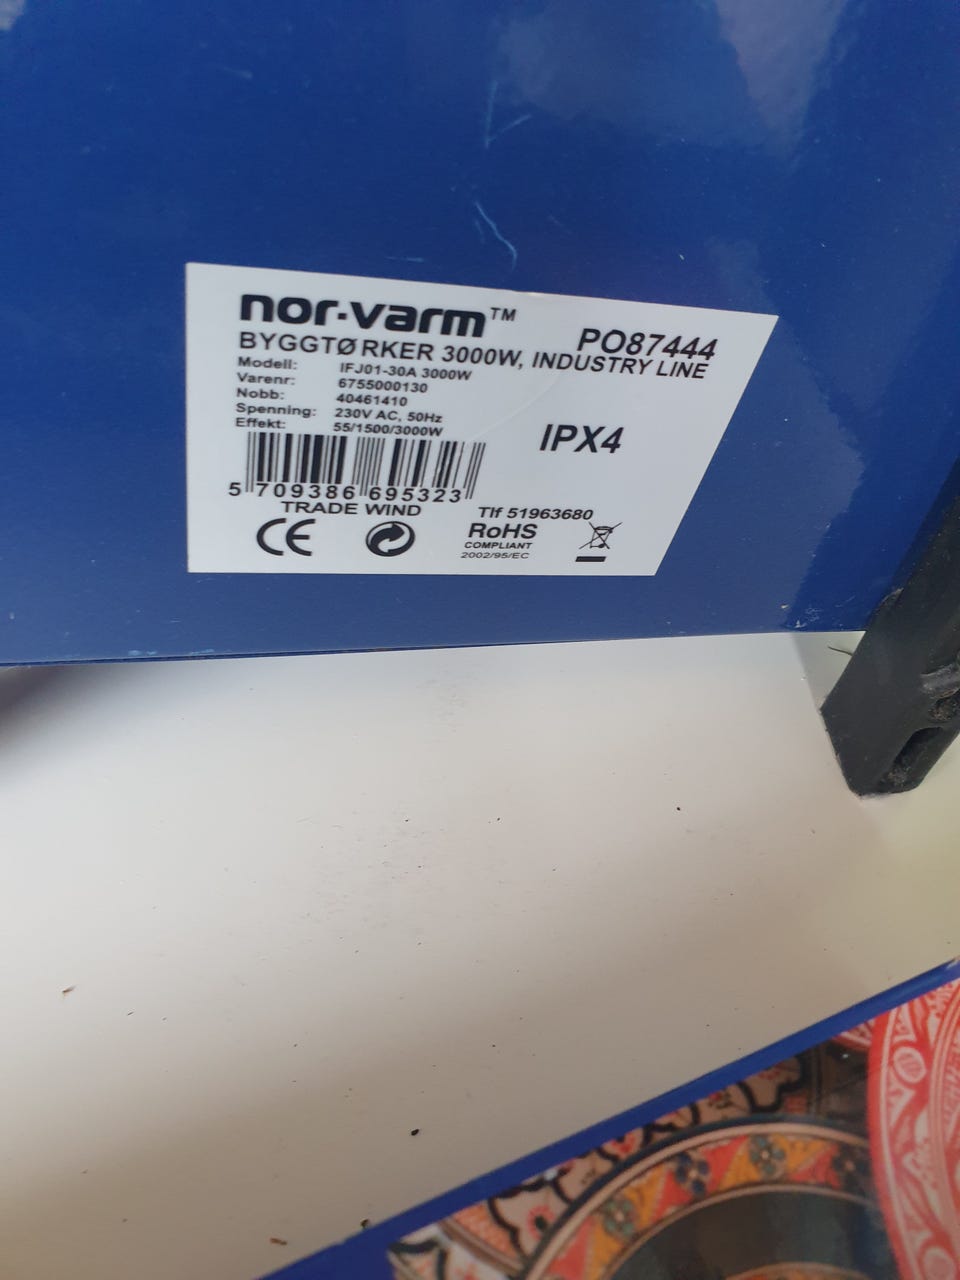 nor-varm™
PO87444
BYGGTØRKER 3000W, INDUSTRY LINE
Modell: IFJ01-30A 3000W
Varenr: 6755000130
Nobb: 40461410
Spenning: 230V AC, 50Hz
Effekt: 55/1500/3000W
IPX4
5 709386 695323
TRADE WIND
Tlf 51963680
CE
RoHS
COMPLIANT
2002/95/EC